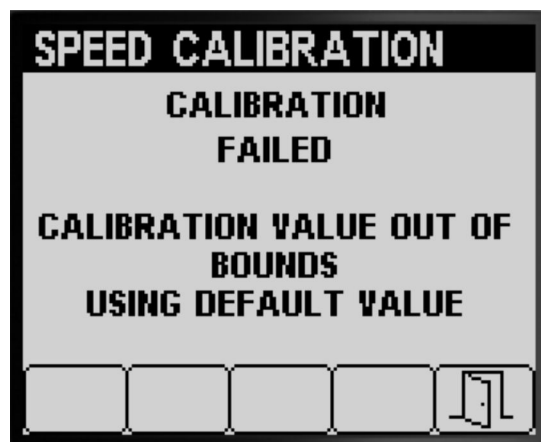 SPEED CALIBRATION
CALIBRATION
FAILED
CALIBRATION VALUE OUT OF
BOUNDS
USING DEFAULT VALUE